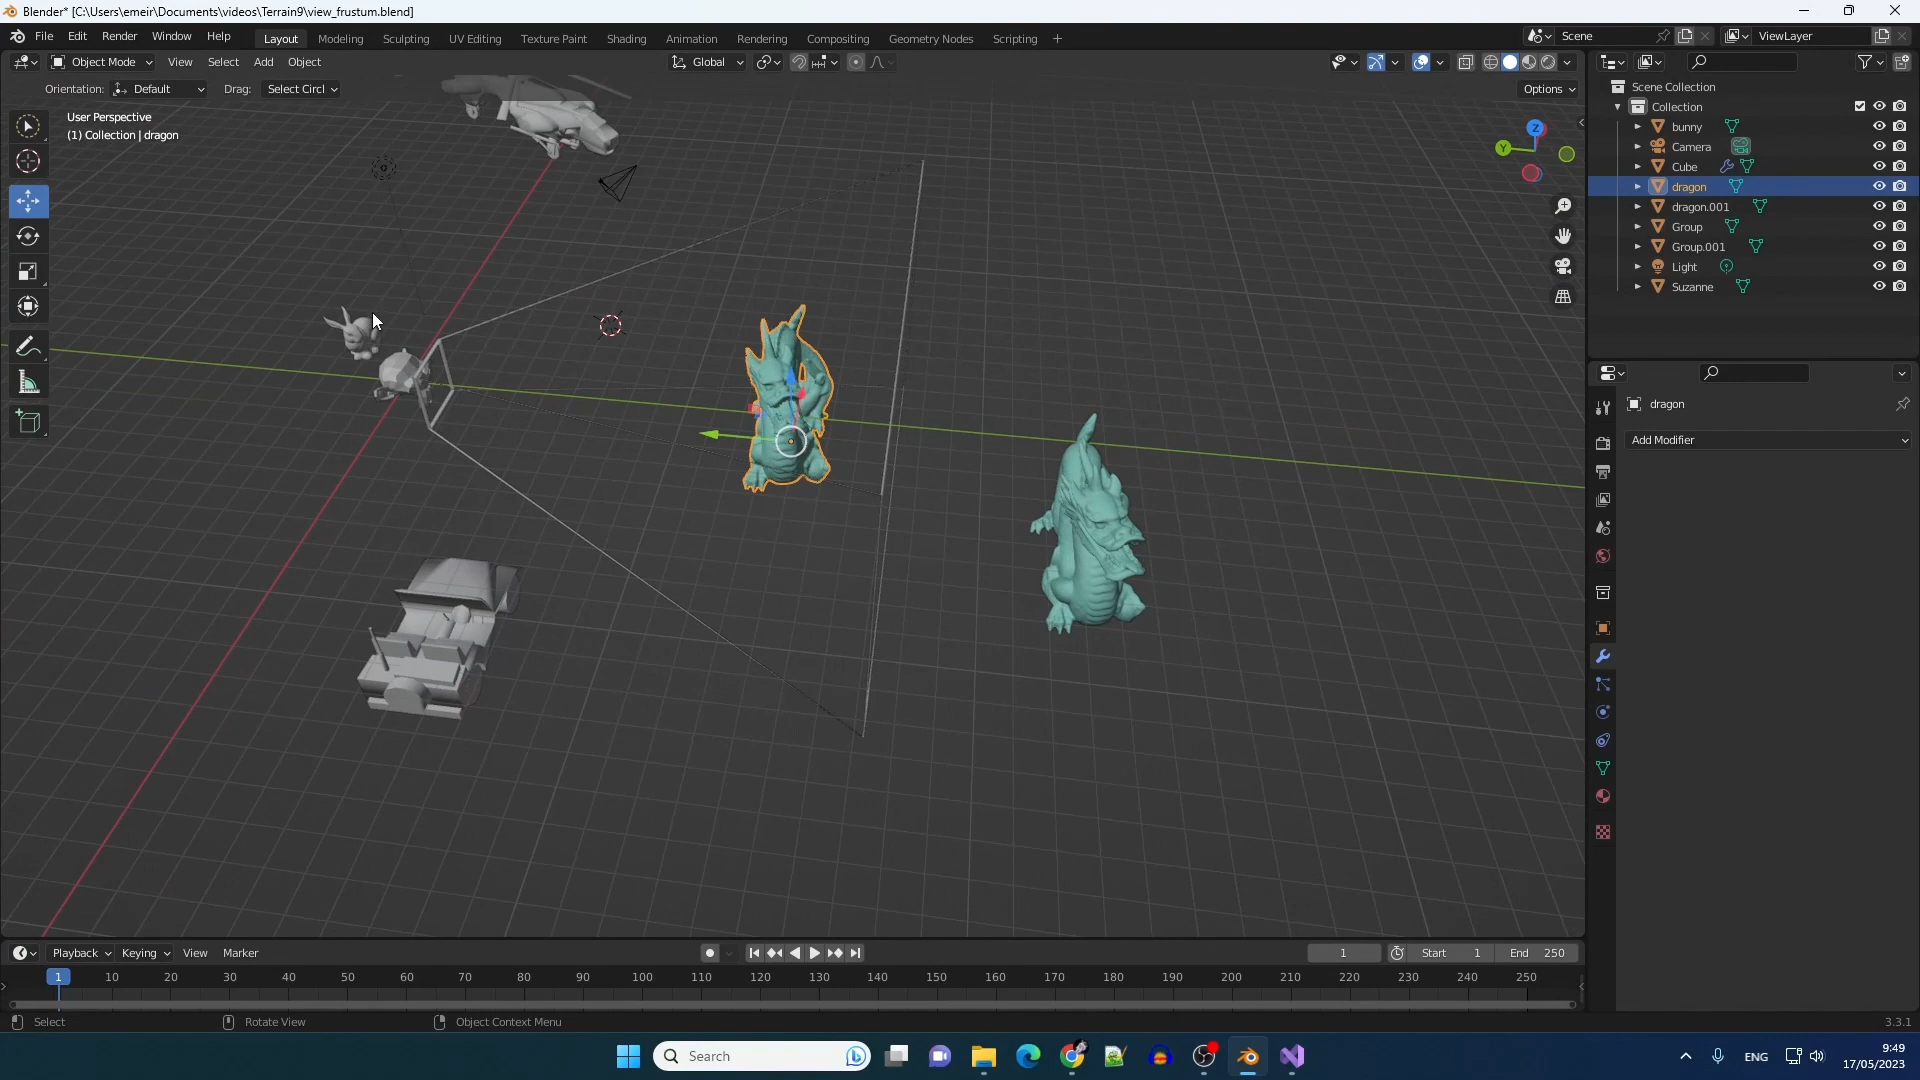 Blender* [C:\Users\emeir\Documents\videos\Terrain9\view_frustum.blend]
File Edit Render Window Help Layout Modeling Sculpting UV Editing Texture Paint Shading Animation Rendering Compositing Geometry Nodes Scripting + Scene ViewLayer
Object Mode View Select Add Object Global
Orientation: Default Drag: Select Circl Options
User Perspective
(1) Collection | dragon
Z
Y
Scene Collection
Collection
bunny
Camera
Cube
dragon
dragon.001
Group
Group.001
Light
Suzanne
dragon
Add Modifier
Playback Keying View Marker 1 Start 1 End 250
1 10 20 30 40 50 60 70 80 90 100 110 120 130 140 150 160 170 180 190 200 210 220 230 240 250
Select Rotate View Object Context Menu 3.3.1
Search ENG 9:49
17/05/2023